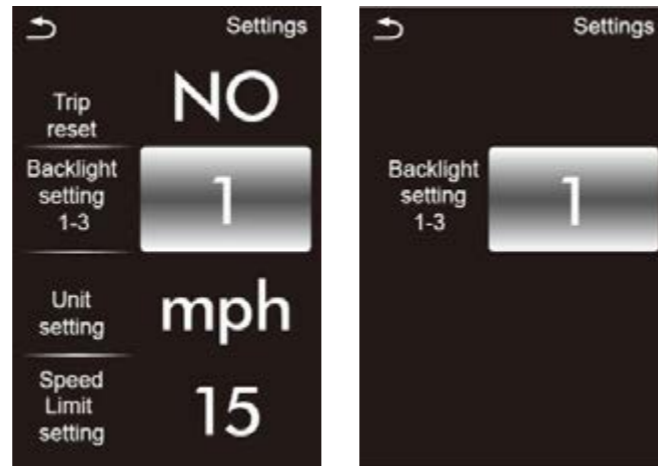 Settings
NO
Trip
reset
Backlight
setting
1-3
1
Unit
setting
mph
Speed
Limit
setting
15
Settings
Backlight
setting
1-3
1